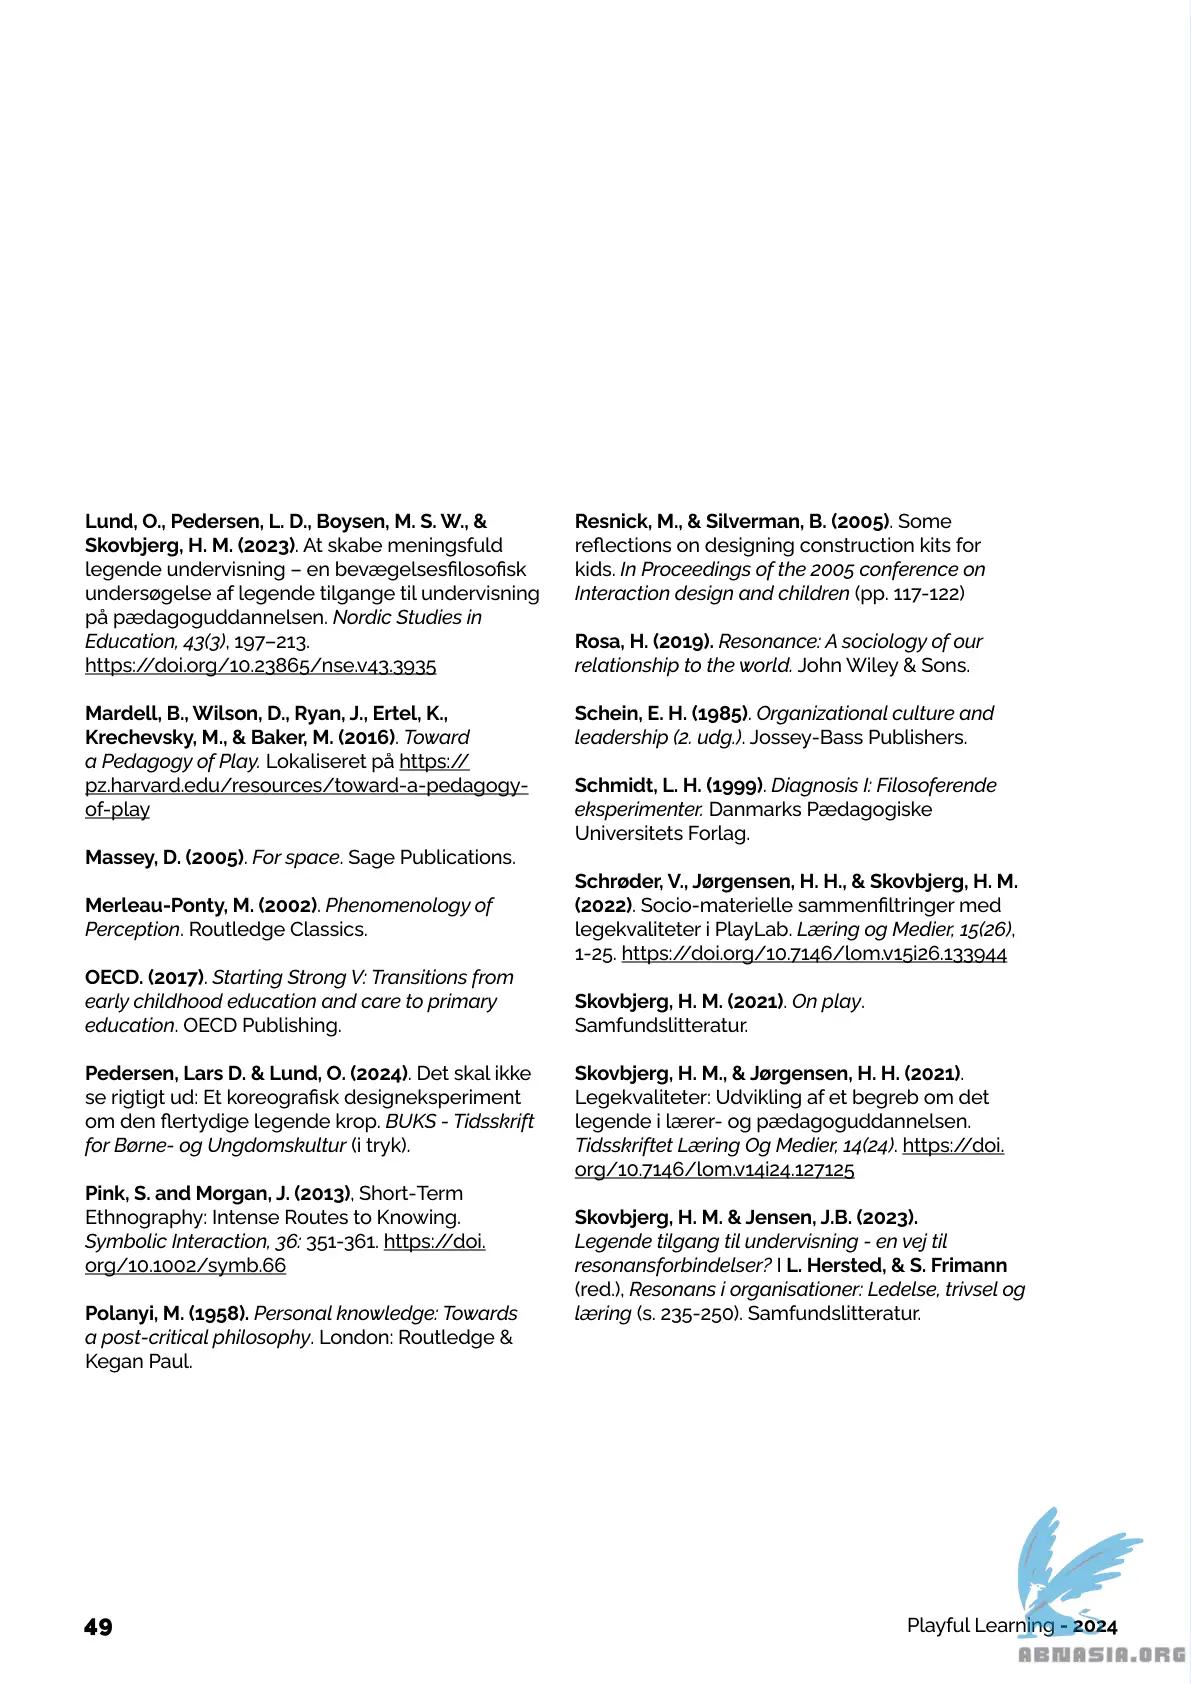 Lund, O., Pedersen, L. D., Boysen, M. S. W., &
Skovbjerg, H. M. (2023). At skabe meningsfuld
legende undervisning – en bevægelsesfilosofisk
undersøgelse af legende tilgange til undervisning
på pædagoguddannelsen. Nordic Studies in
Education, 43(3), 197–213.
https://doi.org/10.23865/nse.v43.3935
Mardell, B., Wilson, D., Ryan, J., Ertel, K.,
Krechevsky, M., & Baker, M. (2016). Toward
a Pedagogy of Play. Lokaliseret på https://
pz.harvard.edu/resources/toward-a-pedagogy-
of-play
Massey, D. (2005). For space. Sage Publications.
Merleau-Ponty, M. (2002). Phenomenology of
Perception. Routledge Classics.
OECD. (2017). Starting Strong V: Transitions from
early childhood education and care to primary
education. OECD Publishing.
Pedersen, Lars D. & Lund, O. (2024). Det skal ikke
se rigtigt ud: Et koreografisk designeksperiment
om den flertydige legende krop. BUKS - Tidsskrift
for Børne- og Ungdomskultur (i tryk).
Pink, S. and Morgan, J. (2013), Short-Term
Ethnography: Intense Routes to Knowing.
Symbolic Interaction, 36: 351-361. https://doi.
org/10.1002/symb.66
Polanyi, M. (1958). Personal knowledge: Towards
a post-critical philosophy. London: Routledge &
Kegan Paul.
Resnick, M., & Silverman, B. (2005). Some
reflections on designing construction kits for
kids. In Proceedings of the 2005 conference on
Interaction design and children (pp. 117-122)
Rosa, H. (2019). Resonance: A sociology of our
relationship to the world. John Wiley & Sons.
Schein, E. H. (1985). Organizational culture and
leadership (2. udg.). Jossey-Bass Publishers.
Schmidt, L. H. (1999). Diagnosis I: Filosoferende
eksperimenter. Danmarks Pædagogiske
Universitets Forlag.
Schrøder, V., Jørgensen, H. H., & Skovbjerg, H. M.
(2022). Socio-materielle sammenfiltringer med
legekvaliteter i PlayLab. Læring og Medier, 15(26),
1-25. https://doi.org/10.7146/lom.v15i26.133944
Skovbjerg, H. M. (2021). On play.
Samfundslitteratur.
Skovbjerg, H. M., & Jørgensen, H. H. (2021).
Legekvaliteter: Udvikling af et begreb om det
legende i lærer- og pædagoguddannelsen.
Tidsskriftet Læring Og Medier, 14(24). https://doi.
org/10.7146/lom.v14i24.127125
Skovbjerg, H. M. & Jensen, J.B. (2023).
Legende tilgang til undervisning - en vej til
resonansforbindelser? I L. Hersted, & S. Frimann
(red.), Resonans i organisationer: Ledelse, trivsel og
læring (s. 235-250). Samfundslitteratur.
49
Playful Learning - 2024
ABNASIA.ORG